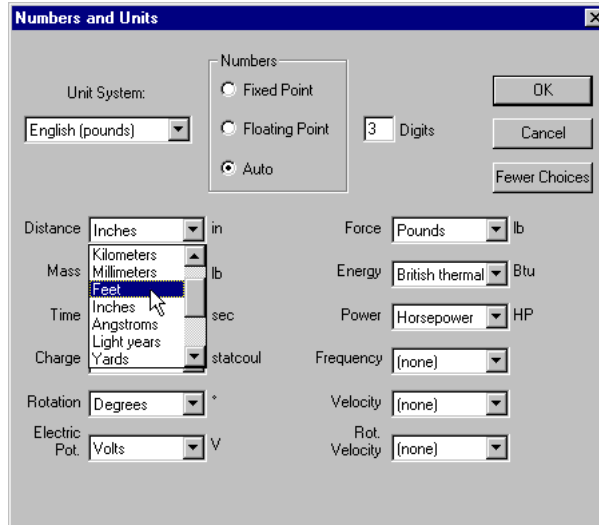 Numbers and Units
Numbers
Unit System:
English (pounds)
Fixed Point
Floating Point
Auto
3 Digits
OK
Cancel
Fewer Choices
Distance Inches in
Kilometers
Millimeters
Feet
Inches
Angstroms
Light years
Yards
Mass lb
Time sec
Charge statcoul
Rotation Degrees °
Electric
Pot. Volts V
Force Pounds lb
Energy British thermal Btu
Power Horsepower HP
Frequency (none)
Velocity (none)
Rot.
Velocity (none)